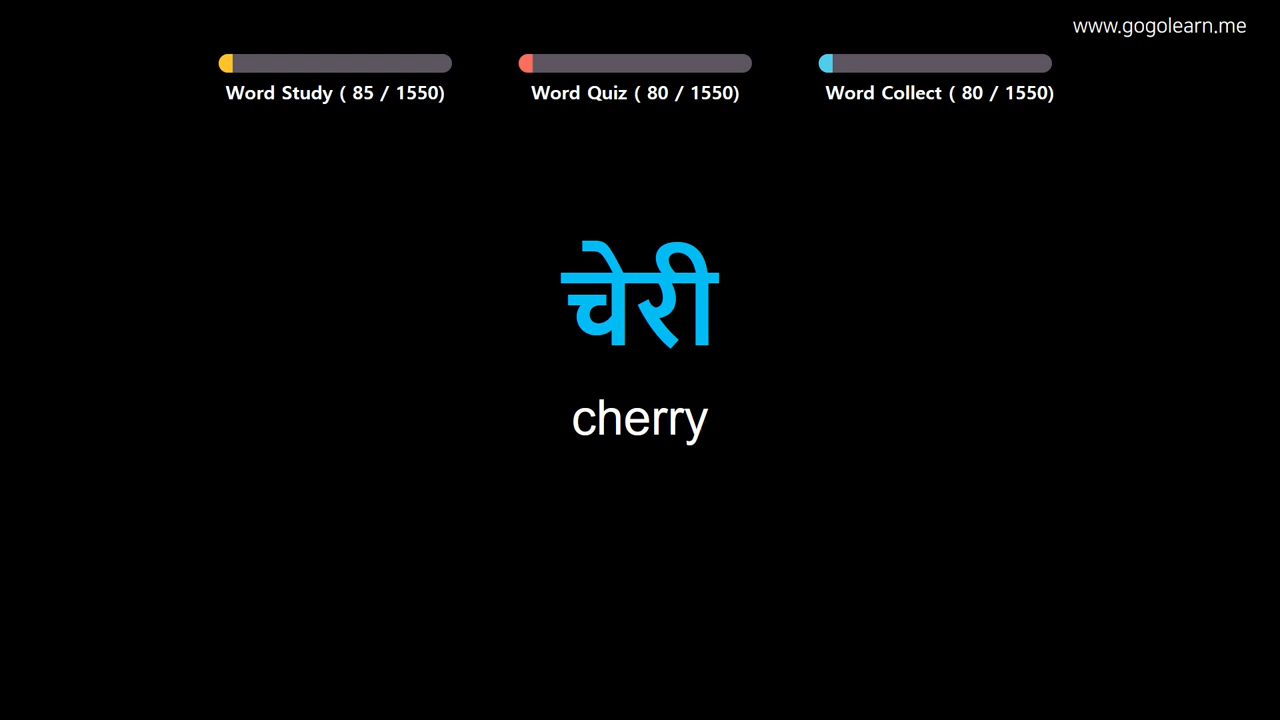 www.gogolearn.me
Word Study ( 85 / 1550)
Word Quiz ( 80 / 1550)
Word Collect ( 80 / 1550)
चेरी
cherry